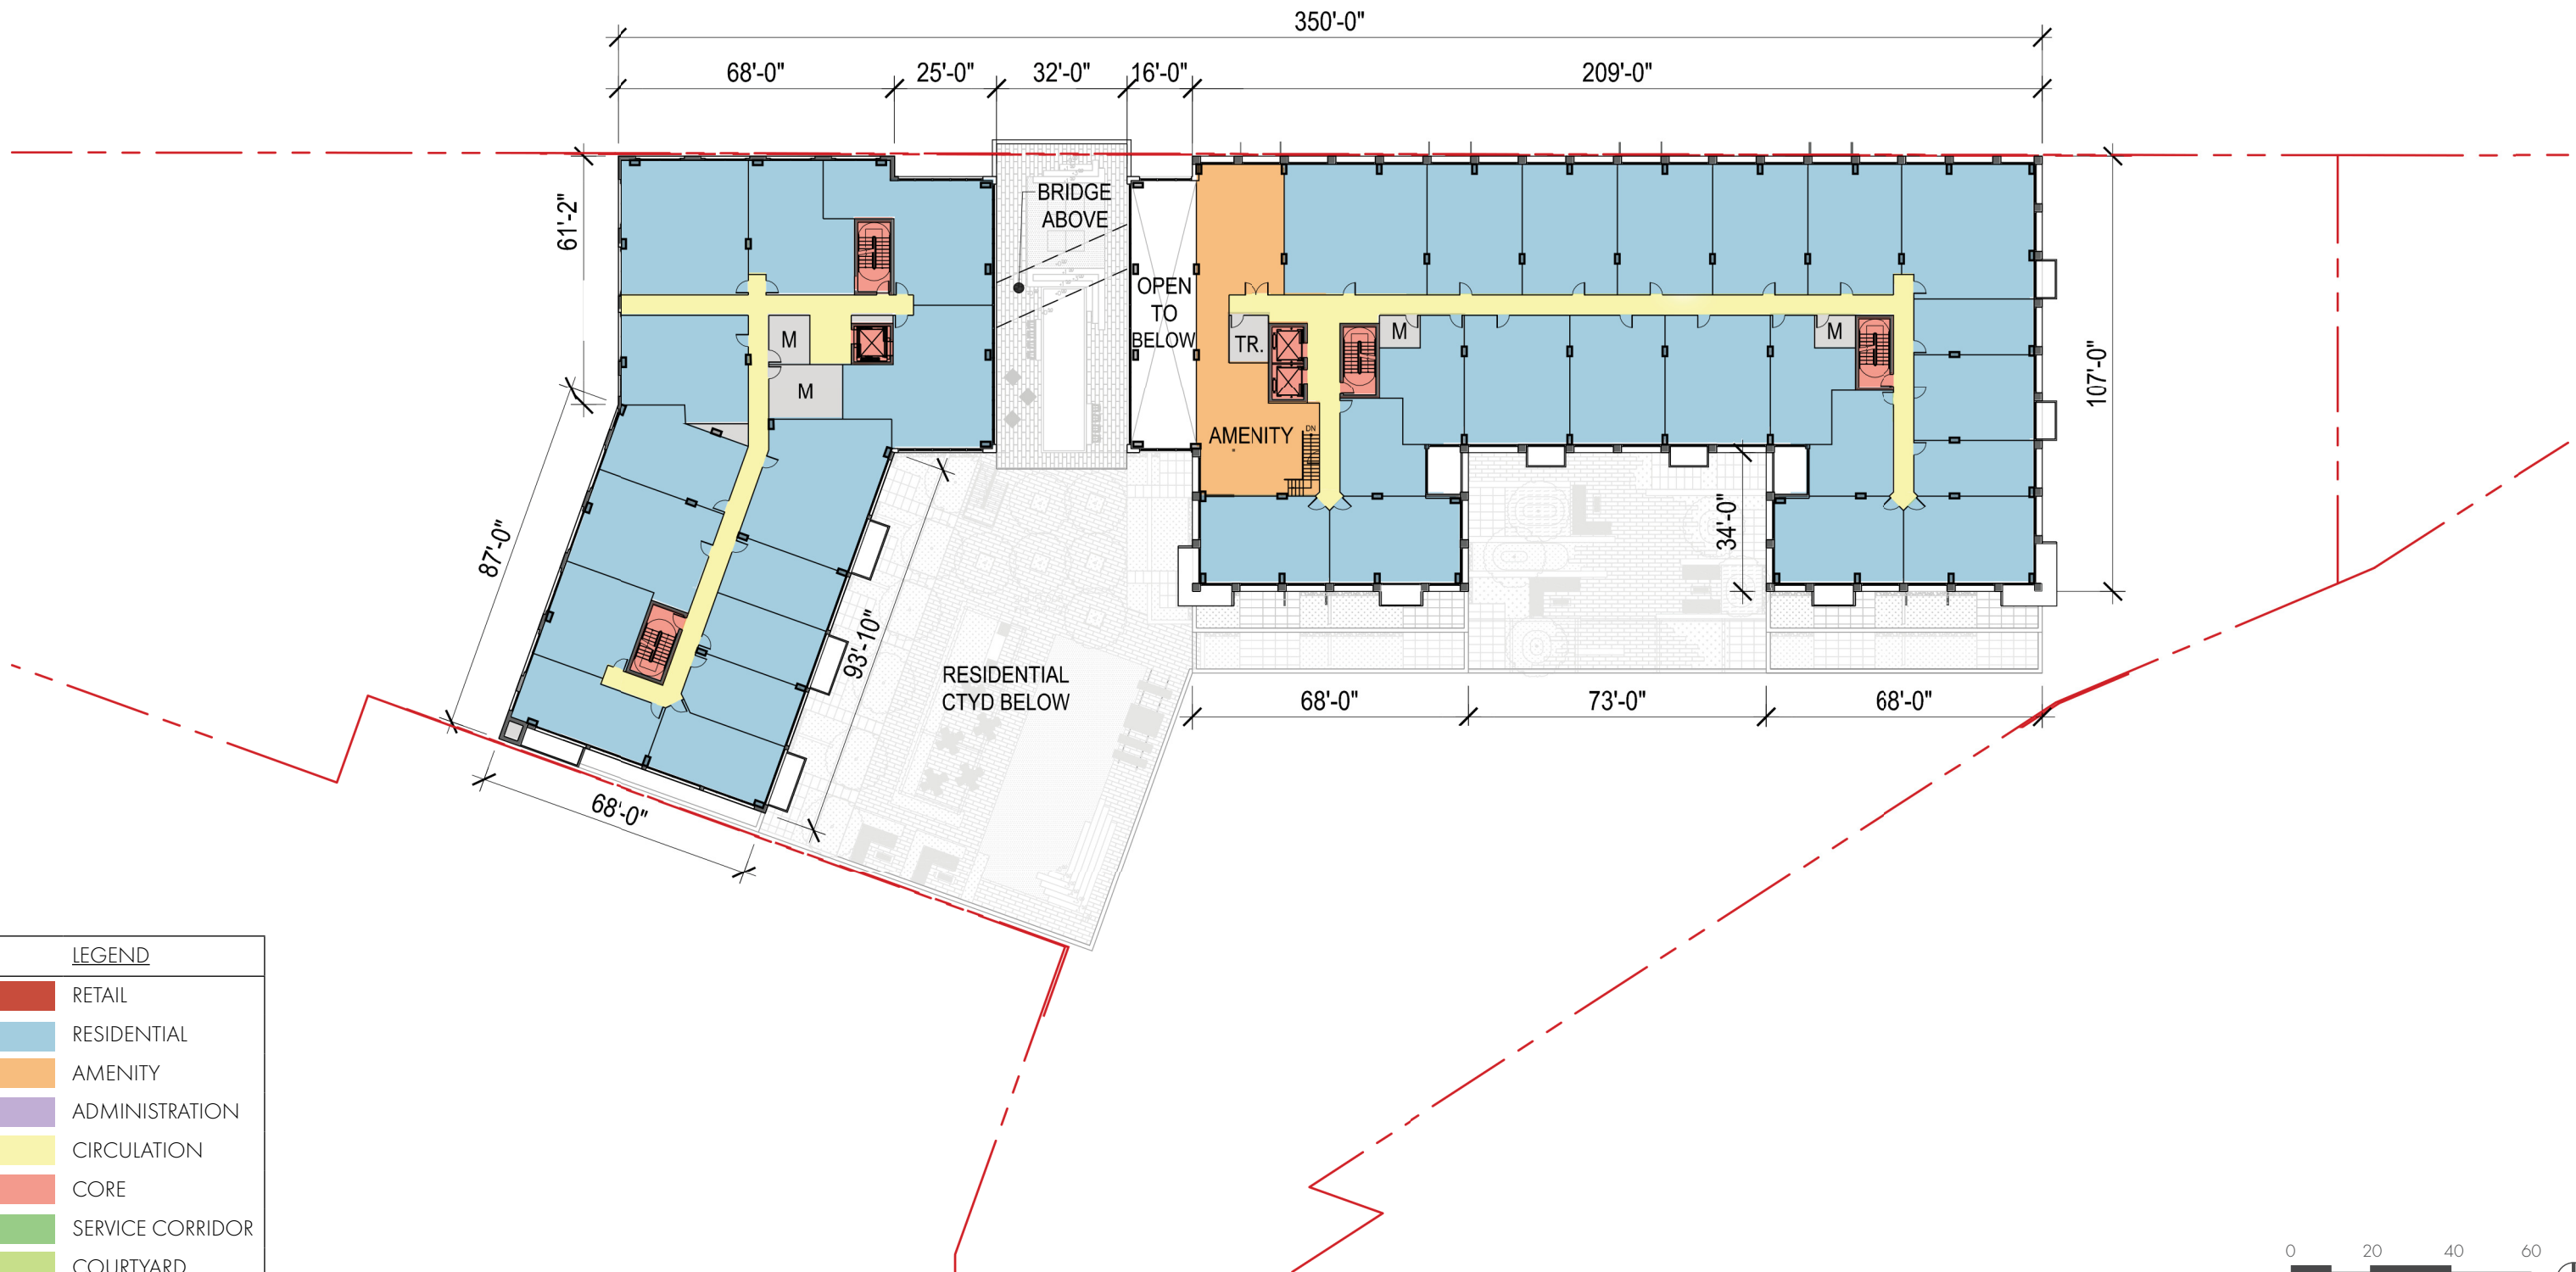 350'-0"
68'-0"
25'-0"
32'-0"
16'-0"
209'-0"
61'-2"
BRIDGE
ABOVE
OPEN
TO
BELOW
M
M
TR.
M
M
107'-0"
AMENITY
DN
87'-0"
34'-0"
93'-10"
RESIDENTIAL
CTYD BELOW
68'-0"
73'-0"
68'-0"
68'-0"
LEGEND
RETAIL
RESIDENTIAL
AMENITY
ADMINISTRATION
CIRCULATION
CORE
SERVICE CORRIDOR
COURTYARD
0 20 40 60